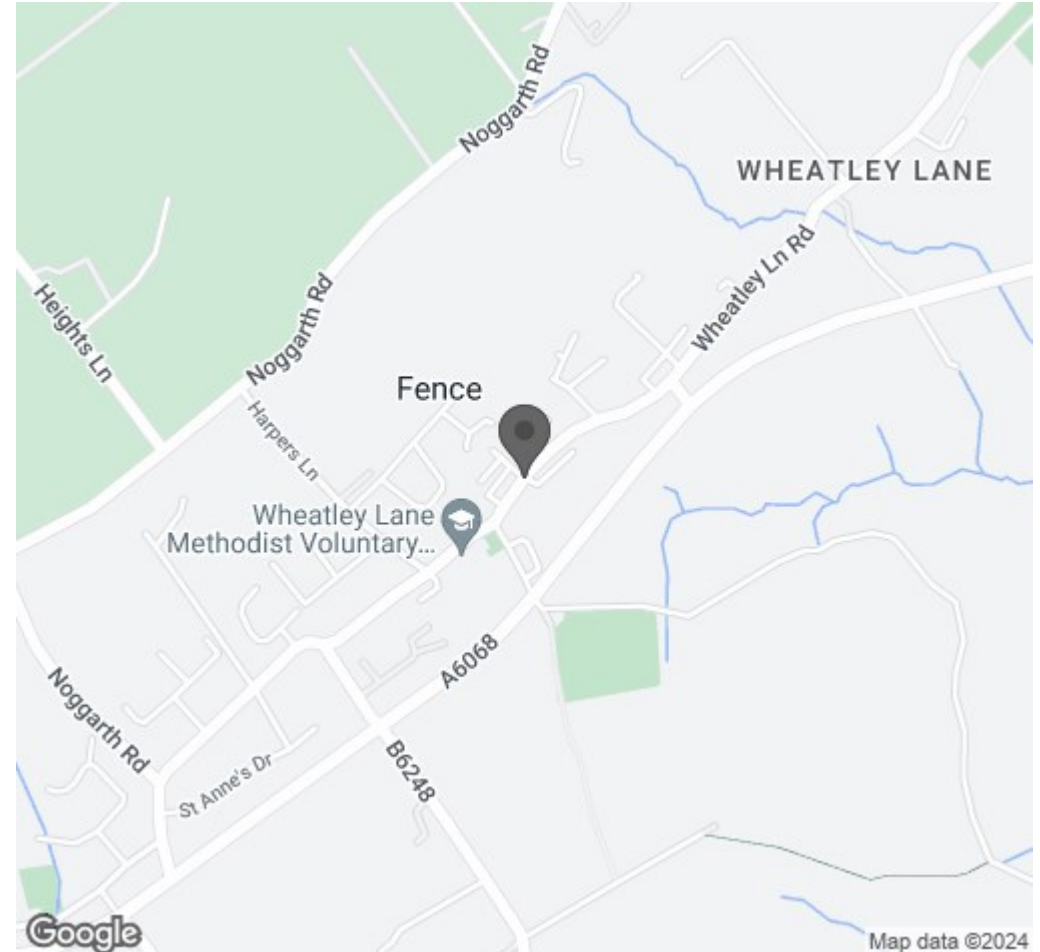 Noggarth Rd
WHEATLEY LANE
Wheatley Ln Rd
Heights Ln
Noggarth Rd
Fence
Harpers Ln
Wheatley Lane
Methodist Voluntary...
A6068
Noggarth Rd
B6248
St Anne's Dr
Google
Map data ©2024